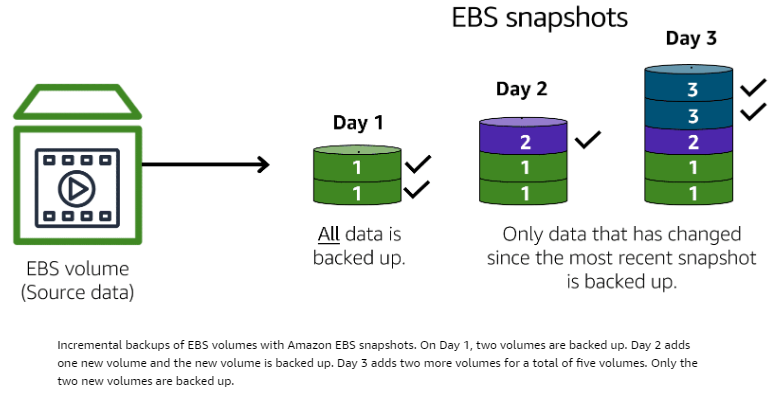 EBS snapshots
Day 1
Day 2
Day 3
1
1
2
1
1
3
3
2
1
1
EBS volume
(Source data)
All data is
backed up.
Only data that has changed
since the most recent snapshot
is backed up.
Incremental backups of EBS volumes with Amazon EBS snapshots. On Day 1, two volumes are backed up. Day 2 adds
one new volume and the new volume is backed up. Day 3 adds two more volumes for a total of five volumes. Only the
two new volumes are backed up.